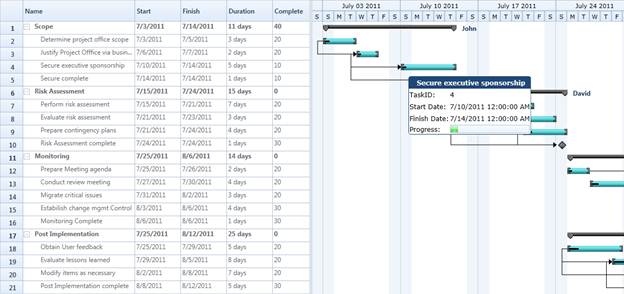 Name Start Finish Duration Complete
1 Scope 7/3/2011 7/14/2011 11 days 40
2 Determine project office scope 7/3/2011 7/5/2011 3 days 20
3 Justify Project Offfice via busin... 7/5/2011 7/6/2011 2 days 20
4 Secure executive sponsorship 7/10/2011 7/14/2011 5 days 10
5 Secure complete 7/14/2011 7/14/2011 1 days 10
6 Risk Assessment 7/15/2011 7/24/2011 15 days 0
7 Perform risk assessment 7/15/2011 7/21/2011 7 days 20
8 Evaluate risk assessment 7/21/2011 7/23/2011 3 days 20
9 Prepare contingency plans 7/21/2011 7/24/2011 4 days 20
10 Risk Assessment complete 7/24/2011 7/24/2011 1 days 30
11 Monitoring 7/25/2011 8/6/2011 14 days 0
12 Prepare Meeting agenda 7/25/2011 7/26/2011 2 days 20
13 Conduct review meeting 7/27/2011 7/30/2011 4 days 20
14 Migrate critical issues 7/31/2011 8/2/2011 3 days 20
15 Estabilish change mgmt Control 8/3/2011 8/6/2011 4 days 30
16 Monitoring Complete 8/6/2011 8/6/2011 1 days 30
17 Post Implementation 7/25/2011 8/12/2011 25 days 0
18 Obtain User feedback 7/25/2011 7/29/2011 5 days 20
19 Evaluate lessons learned 7/29/2011 8/5/2011 8 days 20
20 Modify items as necessary 8/2/2011 8/8/2011 7 days 20
21 Post Implementation complete 8/8/2011 8/12/2011 5 days 30
July 03 2011 July 10 2011 July 17 2011 July 24 2011
S S M T W T F S S M T W T F S S M T W T F S S M T W T F
John
Secure executive sponsorship
TaskID: 4
Start Date: 7/10/2011 12:00:00 AM
Finish Date: 7/14/2011 12:00:00 AM
Progress:
David